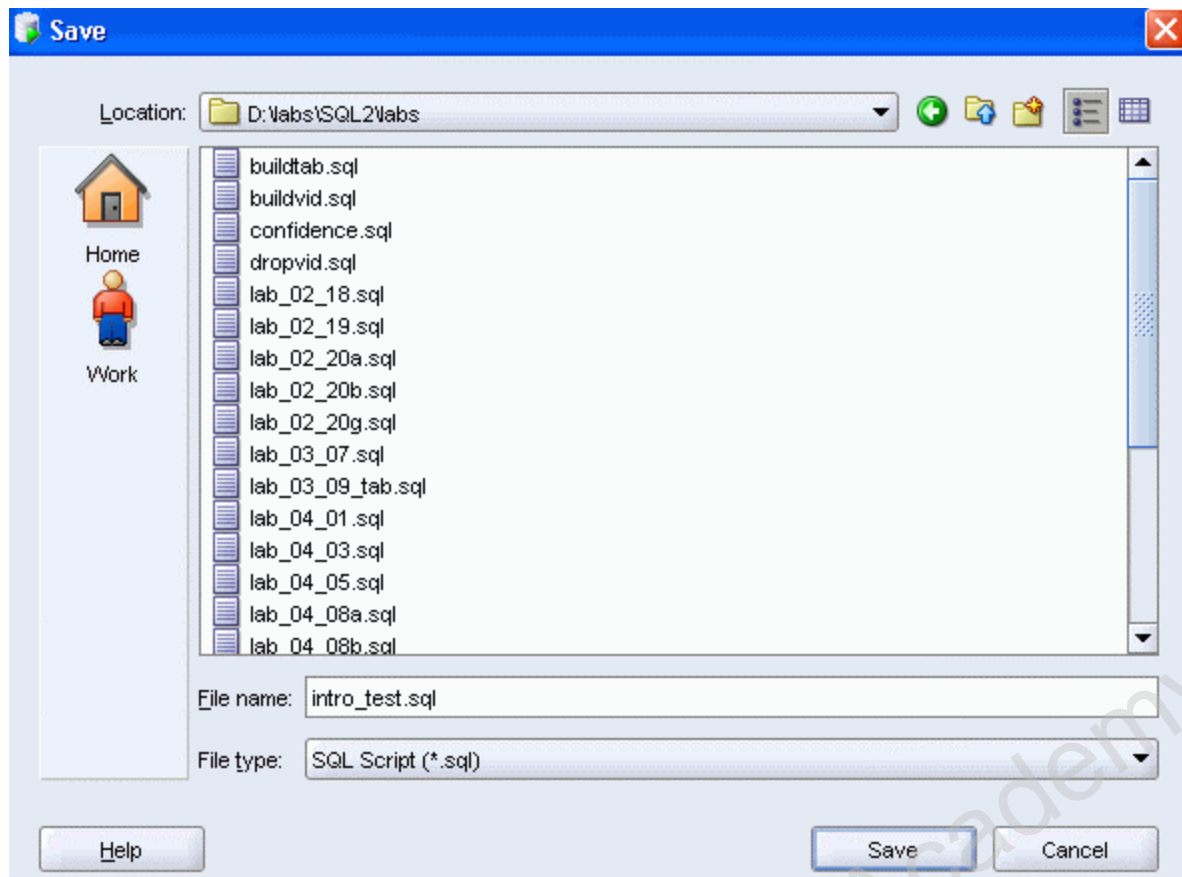 Save
Location: D:\labs\SQL2\labs
buildtab.sql
buildvid.sql
confidence.sql
dropvid.sql
lab_02_18.sql
lab_02_19.sql
lab_02_20a.sql
lab_02_20b.sql
lab_02_20g.sql
lab_03_07.sql
lab_03_09_tab.sql
lab_04_01.sql
lab_04_03.sql
lab_04_05.sql
lab_04_08a.sql
lab_04_08b.sql
Home
Work
File name: intro_test.sql
File type: SQL Script (*.sql)
Help
Save
Cancel